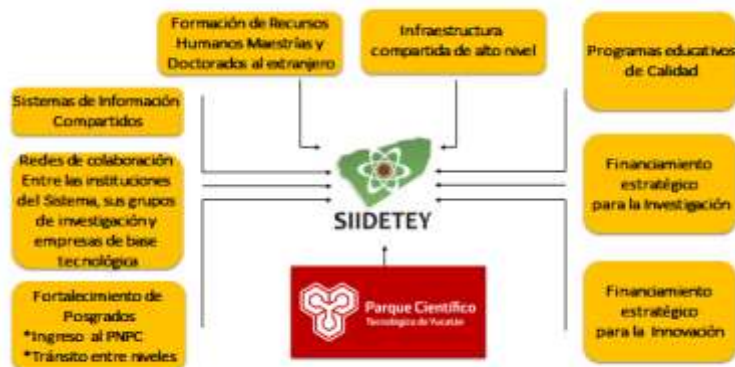 Formación de Recursos
Humanos Maestrías y
Doctorados al extranjero
Infraestructura
compartida de alto nivel
Programas educativos
de Calidad
Sistemas de Información
Compartidos
Redes de colaboración
Entre las instituciones
del Sistema, sus grupos
de investigación y
empresas de base
tecnológica
Financiamiento
estratégico
para la Investigación
SIIDETEY
Parque Científico
Tecnológico de Yucatán
Fortalecimiento de
Posgrados
*Ingreso al PNPC
*Tránsito entre niveles
Financiamiento
estratégico
para la Innovación